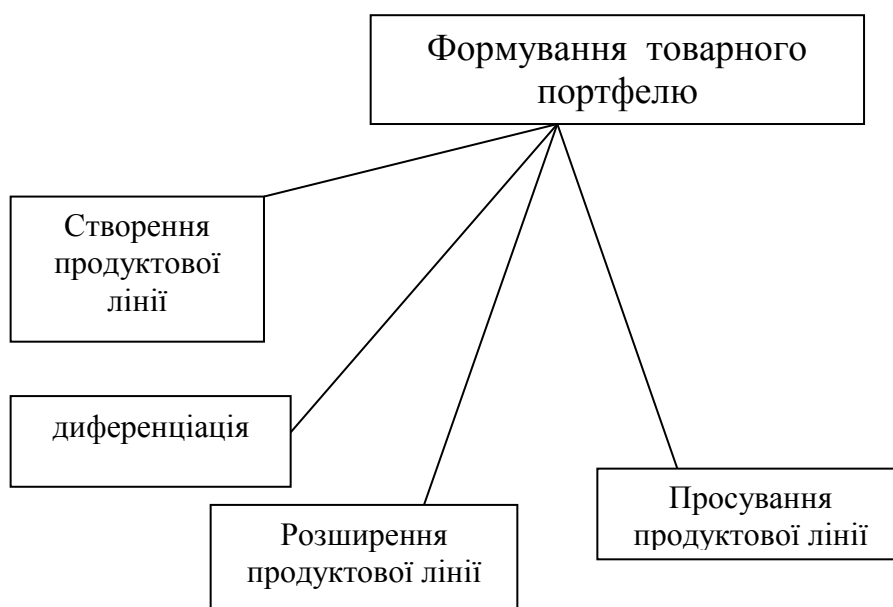 Формування товарного
портфелю
Створення
продуктової
лінії
диференціація
Розширення
продуктової лінії
Просування
продуктової лінії